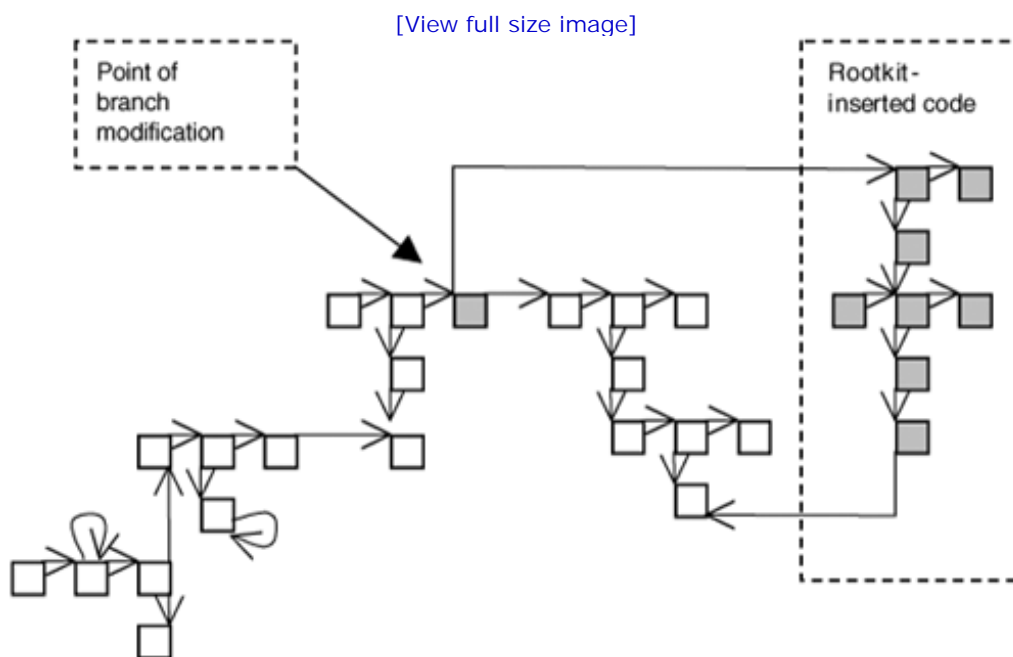 [View full size image]
Point of
branch
modification
Rootkit-
inserted code